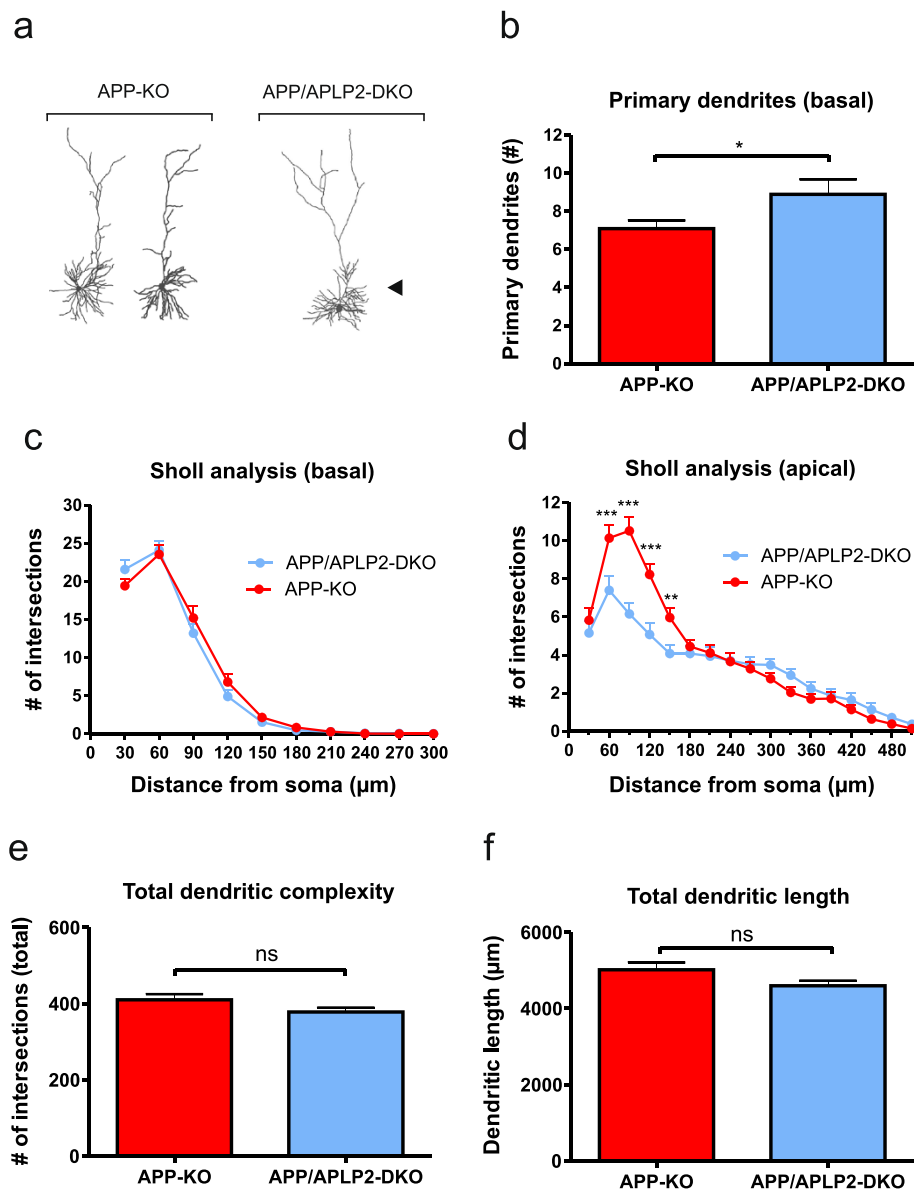 a
APP-KO
APP/APLP2-DKO
b
Primary dendrites (basal)
Primary dendrites (#)
12
10
8
6
4
2
0
*
APP-KO
APP/APLP2-DKO
c
Sholl analysis (basal)
# of intersections
30
25
20
15
10
5
0
APP/APLP2-DKO
APP-KO
0 30 60 90 120 150 180 210 240 270 300
Distance from soma (µm)
d
Sholl analysis (apical)
# of intersections
12
10
8
6
4
2
0
*** *** *** **
APP/APLP2-DKO
APP-KO
0 60 120 180 240 300 360 420 480
Distance from soma (µm)
e
Total dendritic complexity
# of intersections (total)
600
400
200
0
ns
APP-KO
APP/APLP2-DKO
f
Total dendritic length
Dendritic length (µm)
6000
4000
2000
0
ns
APP-KO
APP/APLP2-DKO